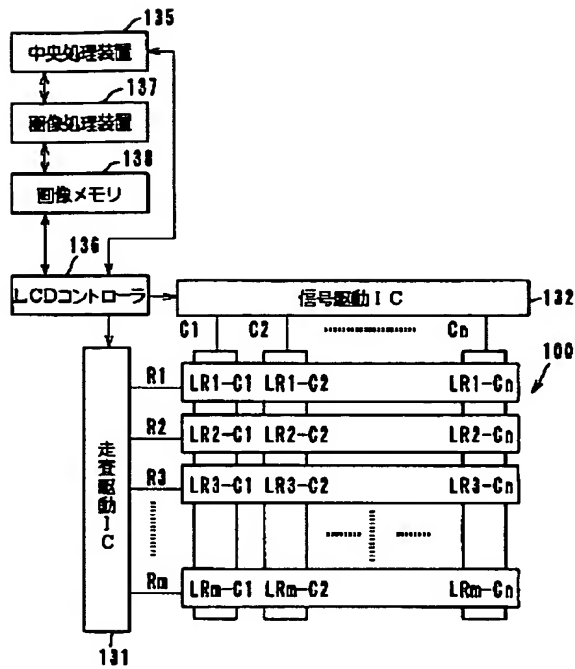 135
中央処理装置
137
画像処理装置
138
画像メモリ
136
LCDコントローラ
信号駆動IC
132
C1 C2 Cn
100
R1 LR1-C1 LR1-C2 LR1-Cn
R2 LR2-C1 LR2-C2 LR2-Cn
R3 LR3-C1 LR3-C2 LR3-Cn
Rm LRm-C1 LRm-C2 LRm-Cn
走査駆動IC
131